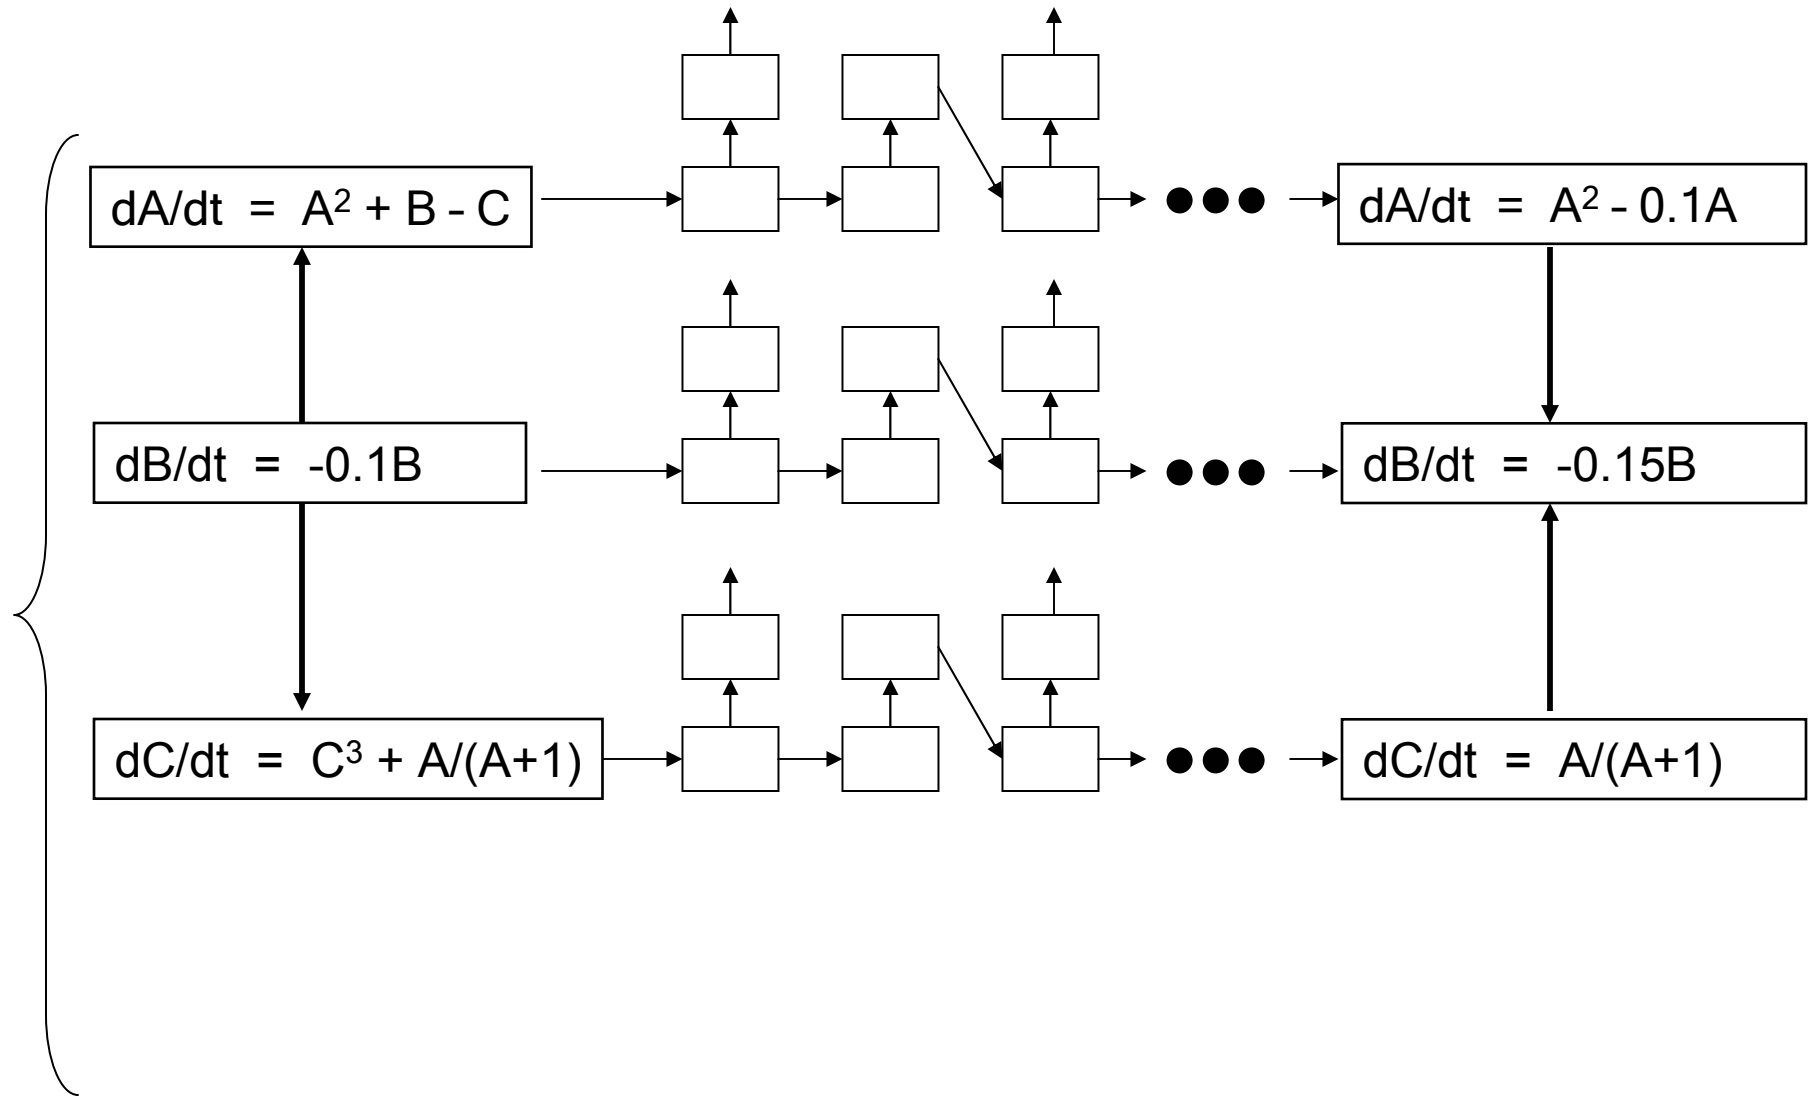 dA/dt = A² + B - C
dA/dt = A² - 0.1A
dB/dt = -0.1B
dB/dt = -0.15B
dC/dt = C³ + A/(A+1)
dC/dt = A/(A+1)